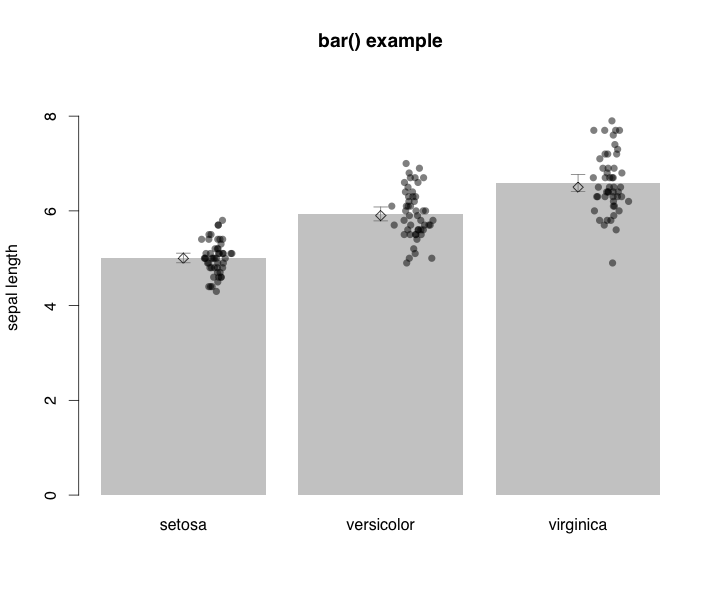 bar() example
8
6
4
2
0
sepal length
setosa
versicolor
virginica